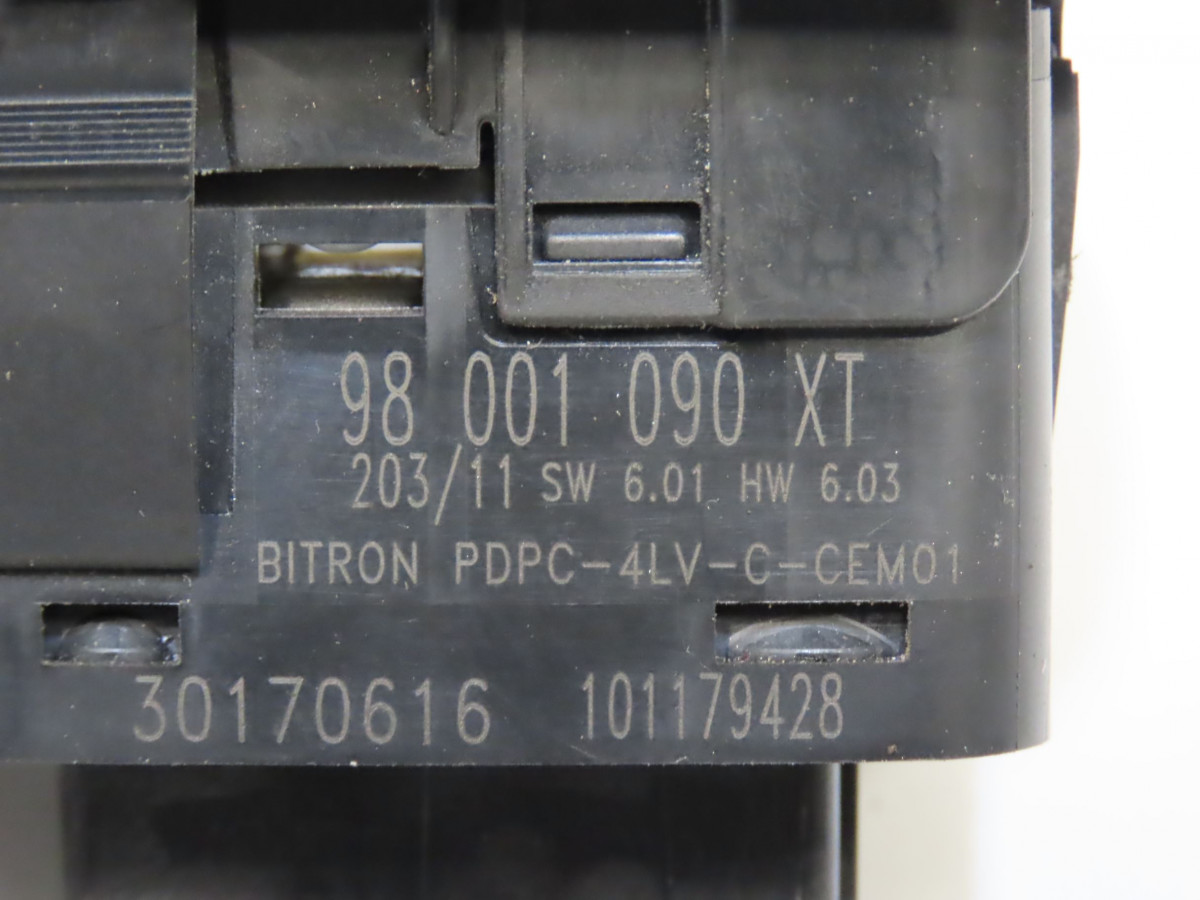 98 001 090 XT
203/11 SW 6.01 HW 6.03
BITRON PDPC-4LV-C-CEM01
30170616 101179428